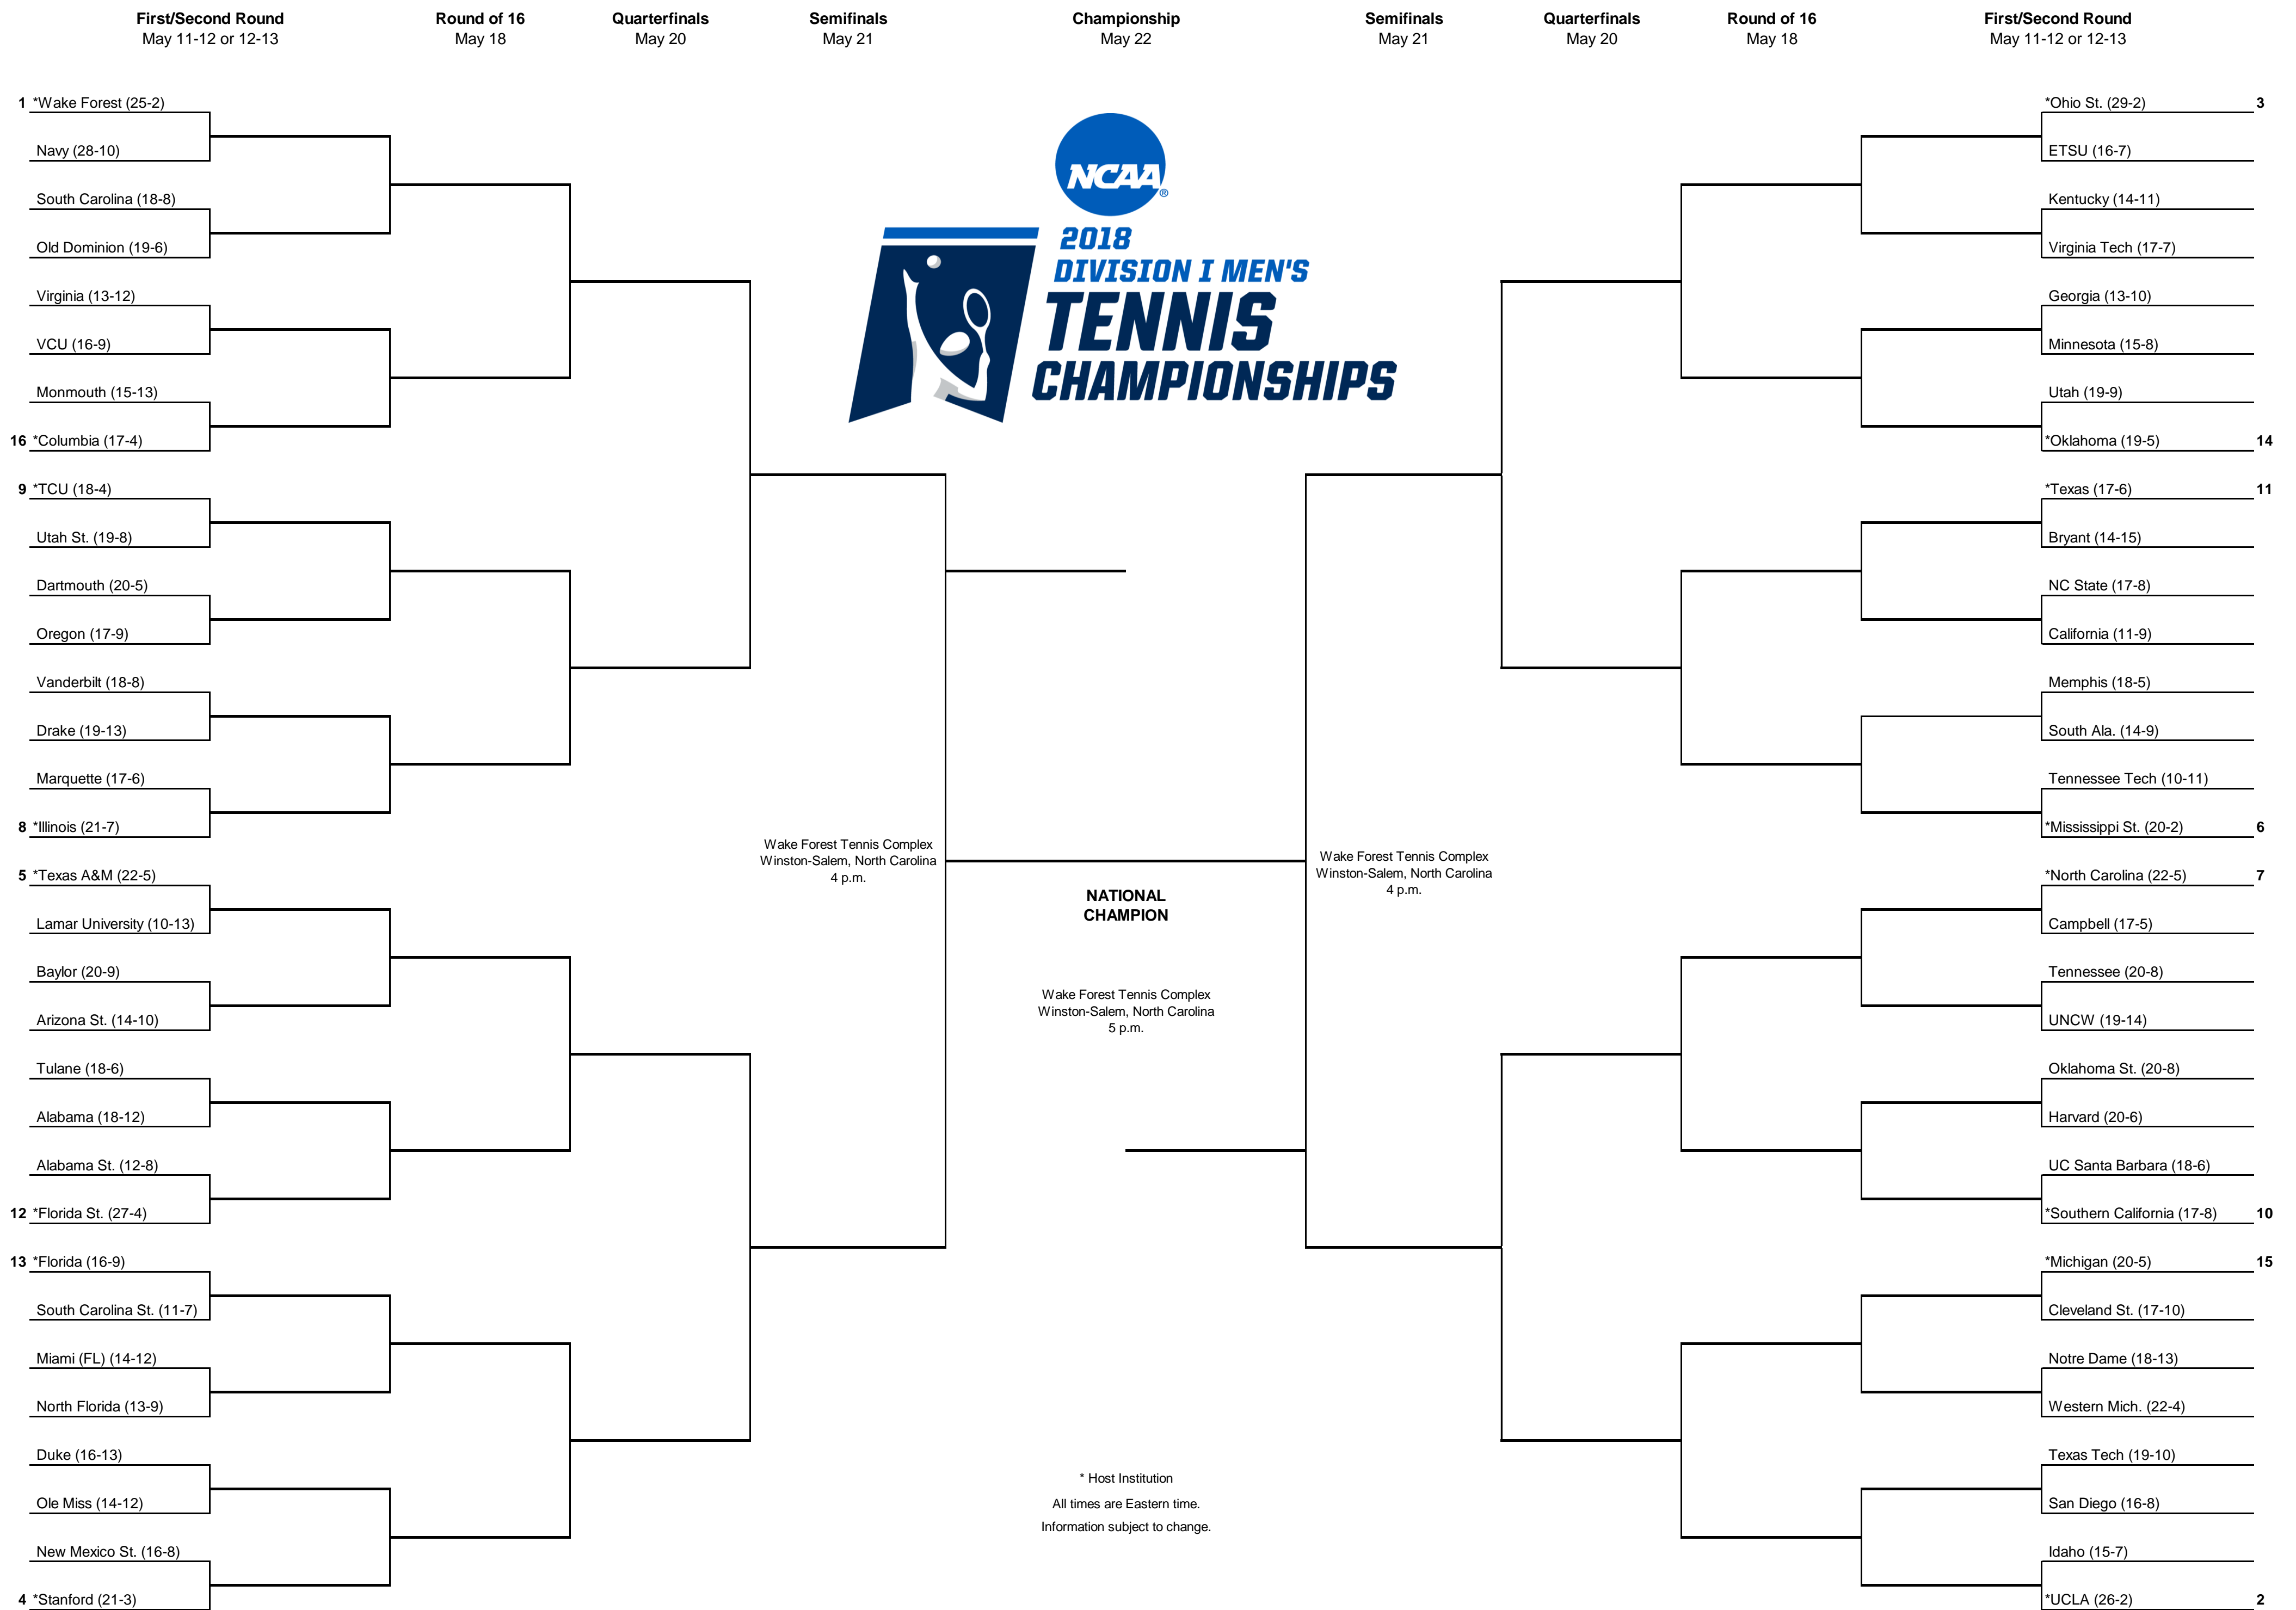 First/Second Round
May 11-12 or 12-13
Round of 16
May 18
Quarterfinals
May 20
Semifinals
May 21
Championship
May 22
Semifinals
May 21
Quarterfinals
May 20
Round of 16
May 18
First/Second Round
May 11-12 or 12-13
1 *Wake Forest (25-2)
Navy (28-10)
South Carolina (18-8)
Old Dominion (19-6)
Virginia (13-12)
VCU (16-9)
Monmouth (15-13)
16 *Columbia (17-4)
9 *TCU (18-4)
Utah St. (19-8)
Dartmouth (20-5)
Oregon (17-9)
Vanderbilt (18-8)
Drake (19-13)
Marquette (17-6)
8 *Illinois (21-7)
5 *Texas A&M (22-5)
Lamar University (10-13)
Baylor (20-9)
Arizona St. (14-10)
Tulane (18-6)
Alabama (18-12)
Alabama St. (12-8)
12 *Florida St. (27-4)
13 *Florida (16-9)
South Carolina St. (11-7)
Miami (FL) (14-12)
North Florida (13-9)
Duke (16-13)
Ole Miss (14-12)
New Mexico St. (16-8)
4 *Stanford (21-3)
Wake Forest Tennis Complex
Winston-Salem, North Carolina
4 p.m.
NCAA®
2018
DIVISION I MEN'S
TENNIS
CHAMPIONSHIPS
NATIONAL
CHAMPION
Wake Forest Tennis Complex
Winston-Salem, North Carolina
5 p.m.
* Host Institution
All times are Eastern time.
Information subject to change.
Wake Forest Tennis Complex
Winston-Salem, North Carolina
4 p.m.
*Ohio St. (29-2) 3
ETSU (16-7)
Kentucky (14-11)
Virginia Tech (17-7)
Georgia (13-10)
Minnesota (15-8)
Utah (19-9)
*Oklahoma (19-5) 14
*Texas (17-6) 11
Bryant (14-15)
NC State (17-8)
California (11-9)
Memphis (18-5)
South Ala. (14-9)
Tennessee Tech (10-11)
*Mississippi St. (20-2) 6
*North Carolina (22-5) 7
Campbell (17-5)
Tennessee (20-8)
UNCW (19-14)
Oklahoma St. (20-8)
Harvard (20-6)
UC Santa Barbara (18-6)
*Southern California (17-8) 10
*Michigan (20-5) 15
Cleveland St. (17-10)
Notre Dame (18-13)
Western Mich. (22-4)
Texas Tech (19-10)
San Diego (16-8)
Idaho (15-7)
*UCLA (26-2) 2